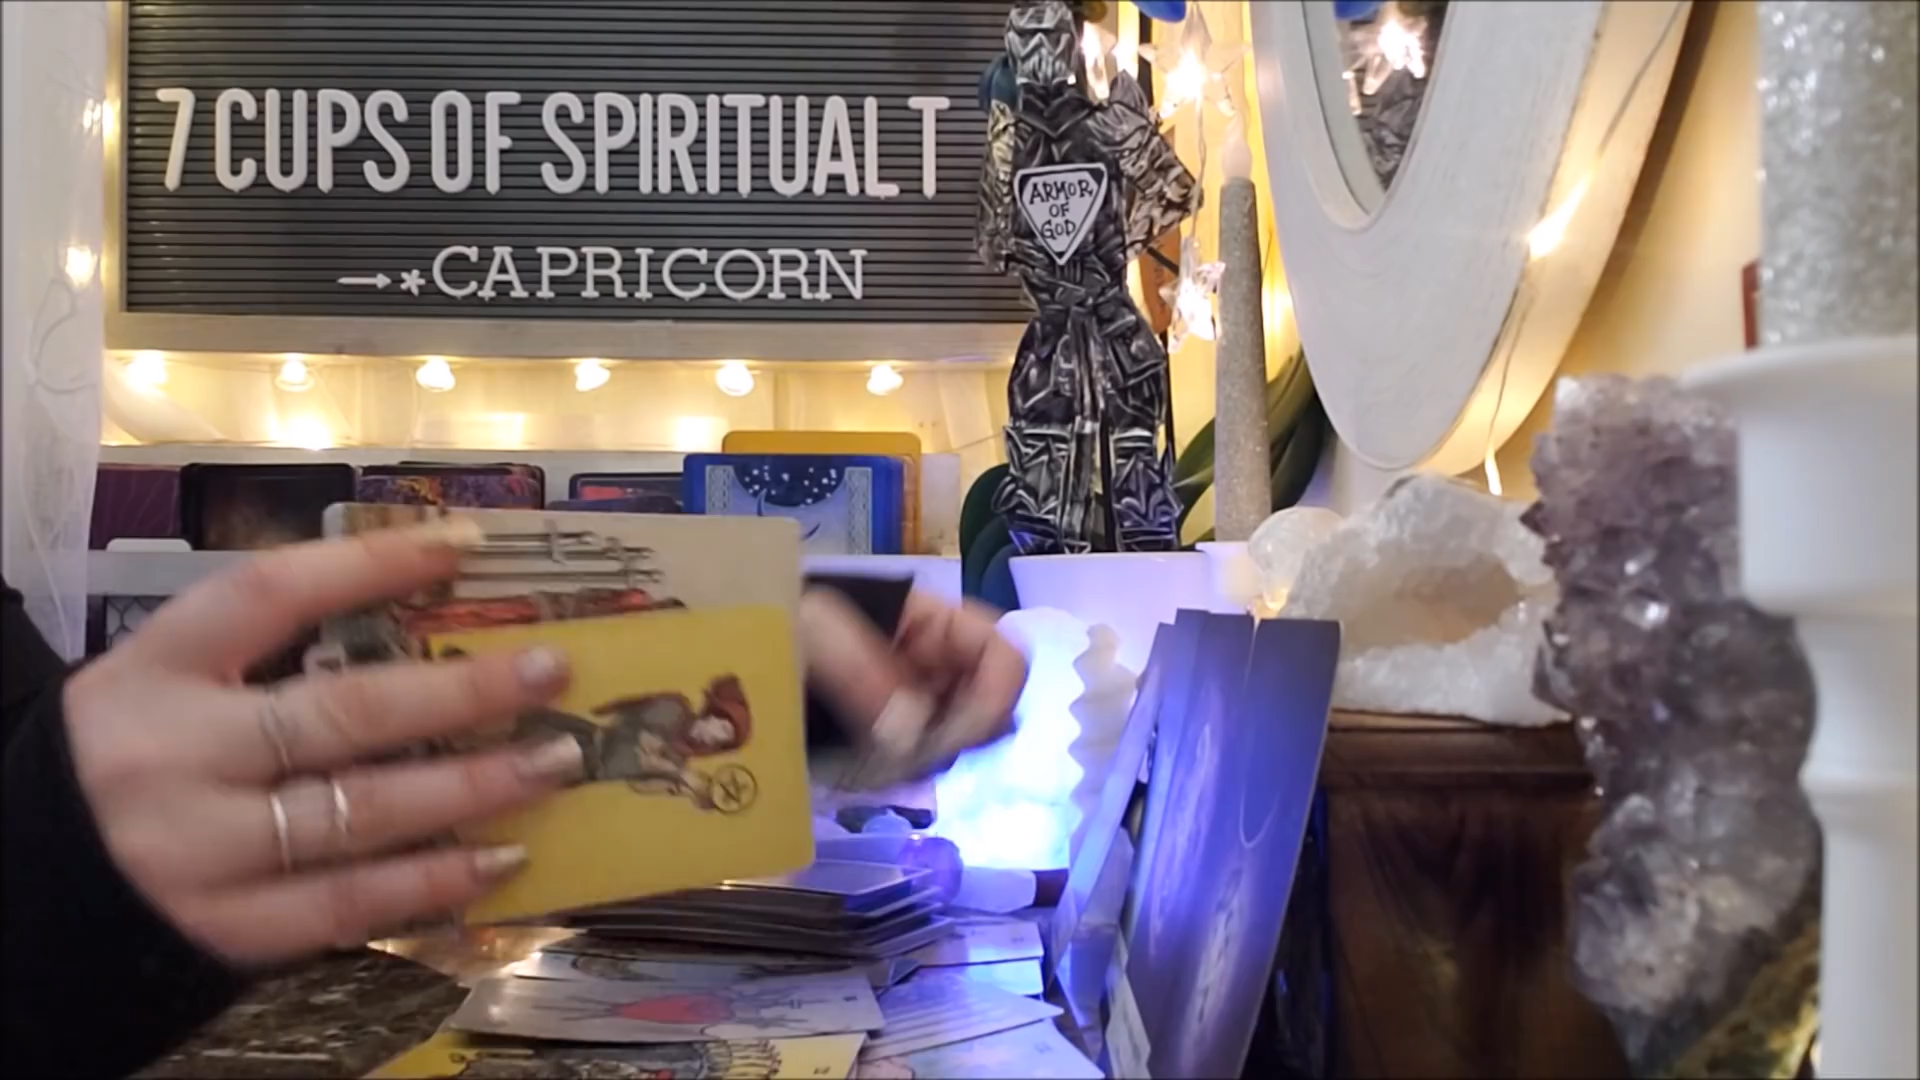 7 CUPS OF SPIRITUAL T
→*CAPRICORN
ARMOR
OF
GOD